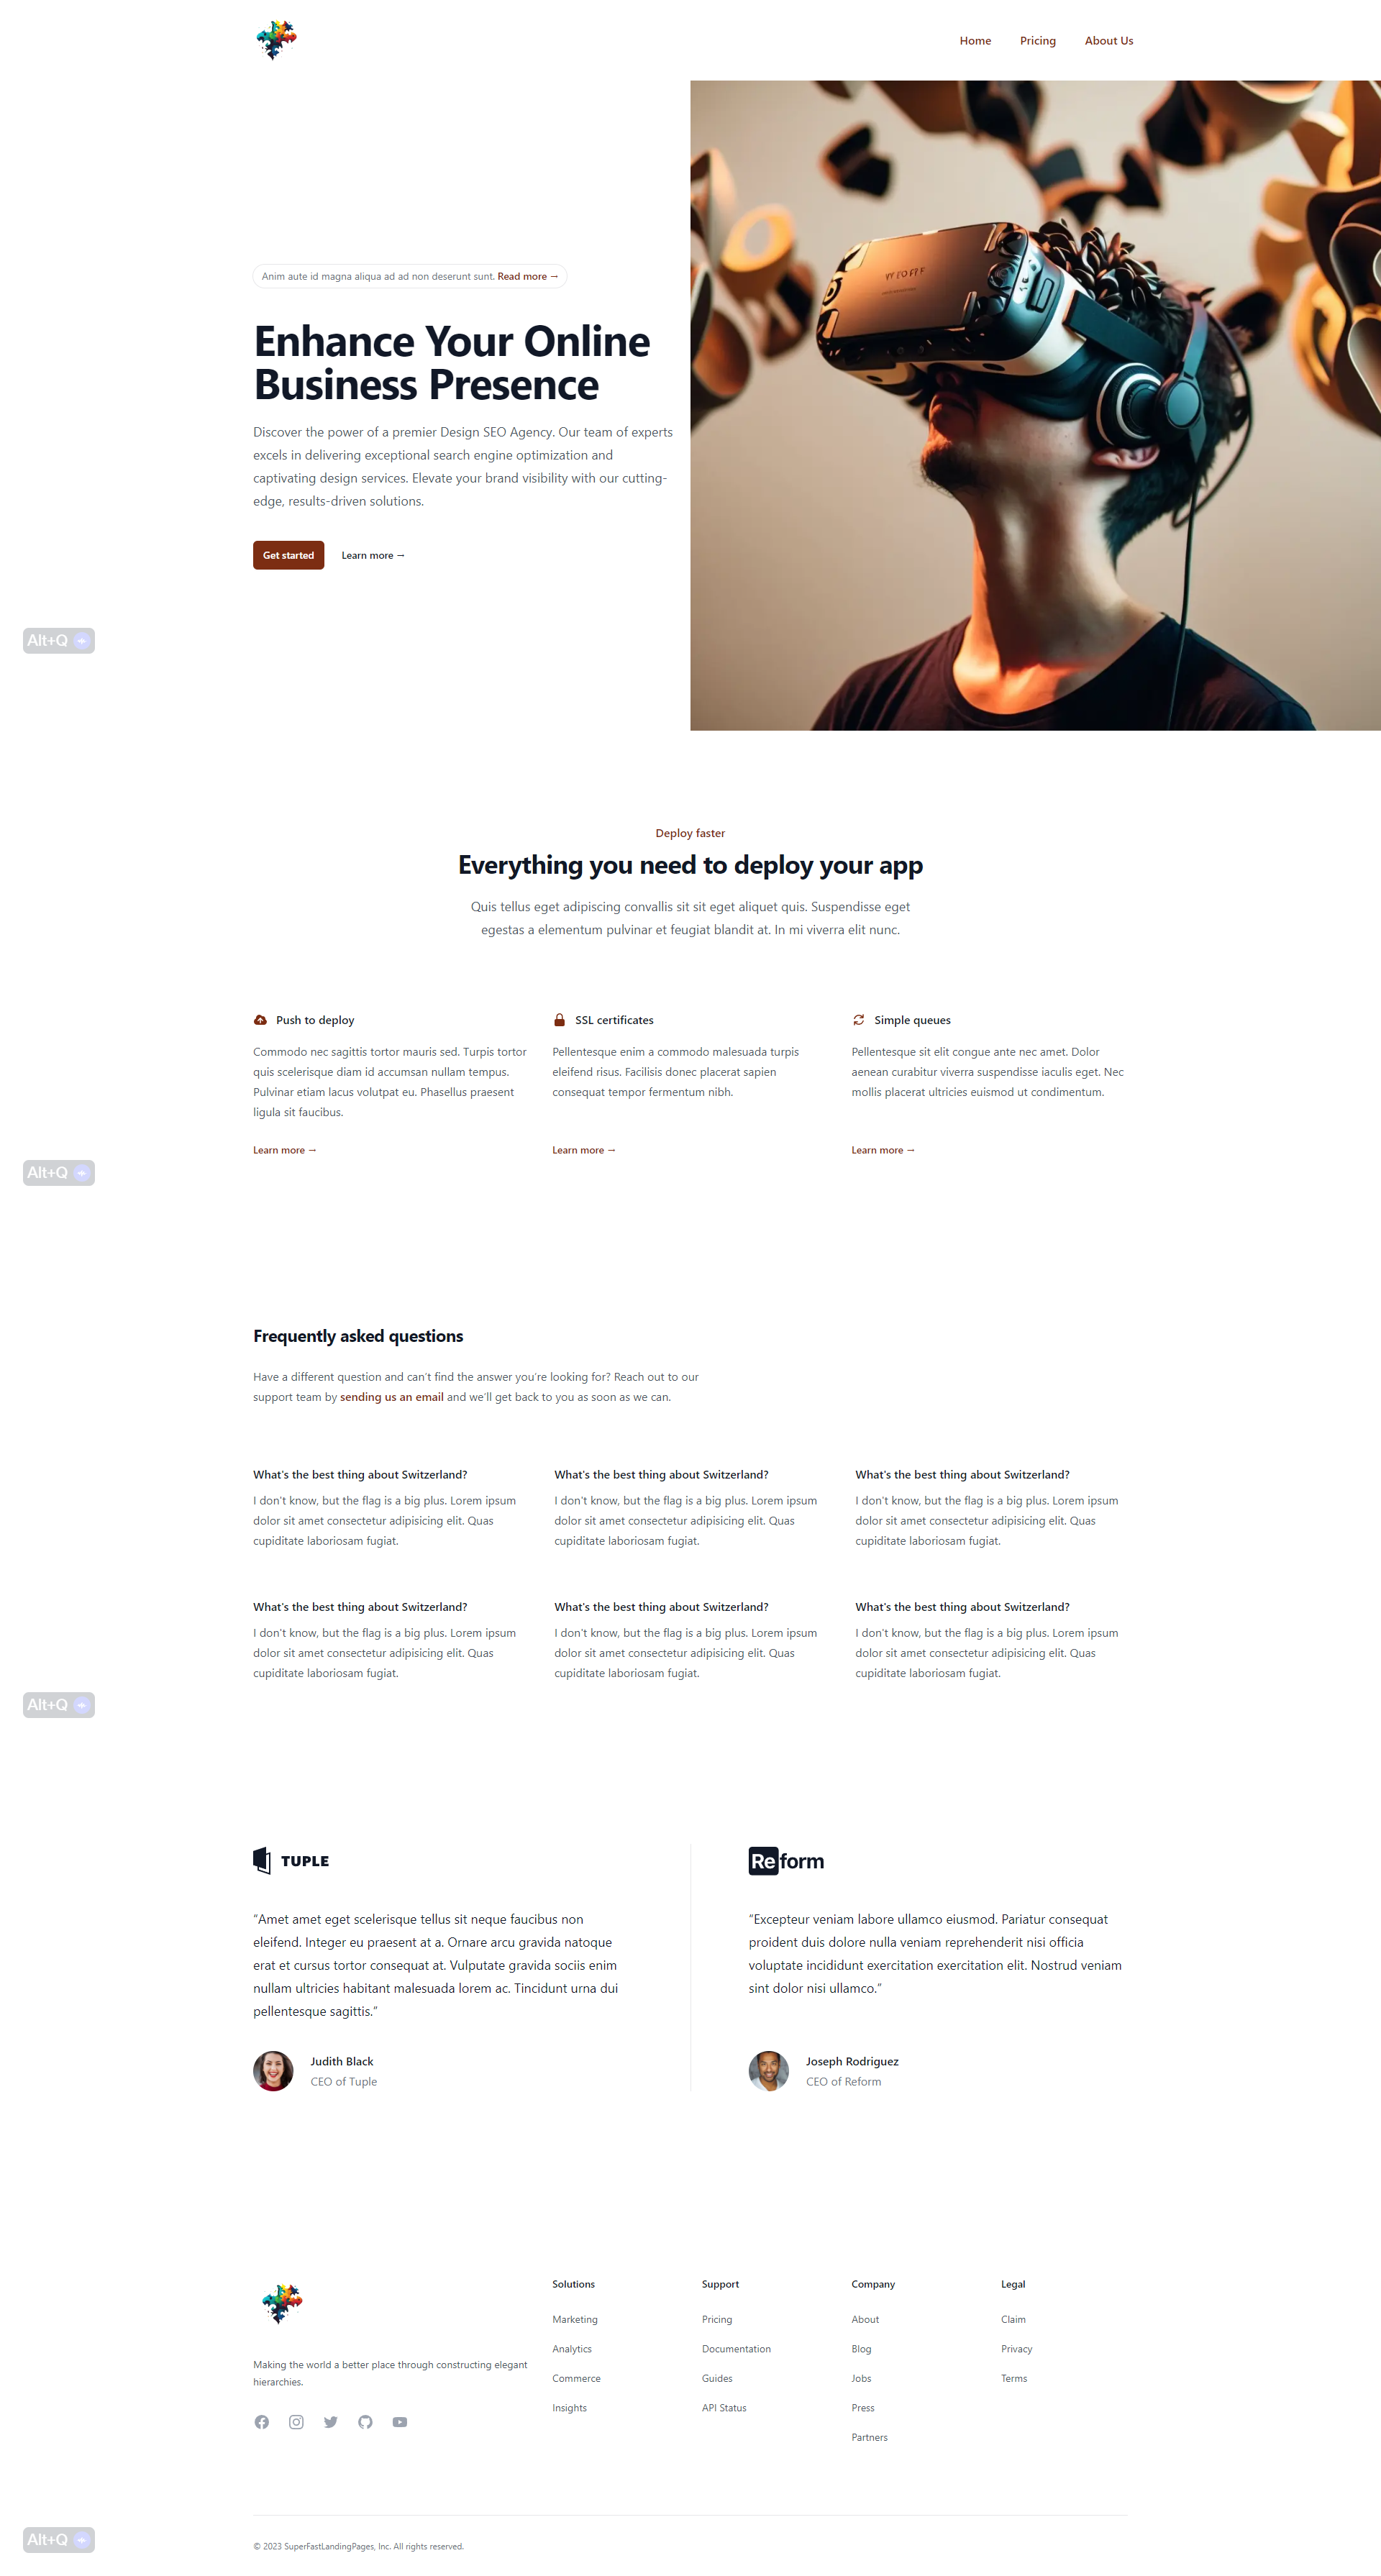 Home Pricing About Us
Anim aute id magna aliqua ad ad non deserunt sunt. Read more →
Enhance Your Online
Business Presence
Discover the power of a premier Design SEO Agency. Our team of experts
excels in delivering exceptional search engine optimization and
captivating design services. Elevate your brand visibility with our cutting-
edge, results-driven solutions.
Get started Learn more →
Alt+Q
Deploy faster
Everything you need to deploy your app
Quis tellus eget adipiscing convallis sit sit eget aliquet quis. Suspendisse eget
egestas a elementum pulvinar et feugiat blandit at. In mi viverra elit nunc.
Push to deploy
Commodo nec sagittis tortor mauris sed. Turpis tortor
quis scelerisque diam id accumsan nullam tempus.
Pulvinar etiam lacus volutpat eu. Phasellus praesent
ligula sit faucibus.
Learn more →
SSL certificates
Pellentesque enim a commodo malesuada turpis
eleifend risus. Facilisis donec placerat sapien
consequat tempor fermentum nibh.
Learn more →
Simple queues
Pellentesque sit elit congue ante nec amet. Dolor
aenean curabitur viverra suspendisse iaculis eget. Nec
mollis placerat ultricies euismod ut condimentum.
Learn more →
Alt+Q
Frequently asked questions
Have a different question and can't find the answer you're looking for? Reach out to our
support team by sending us an email and we'll get back to you as soon as we can.
What's the best thing about Switzerland?
I don't know, but the flag is a big plus. Lorem ipsum
dolor sit amet consectetur adipisicing elit. Quas
cupiditate laboriosam fugiat.
What's the best thing about Switzerland?
I don't know, but the flag is a big plus. Lorem ipsum
dolor sit amet consectetur adipisicing elit. Quas
cupiditate laboriosam fugiat.
What's the best thing about Switzerland?
I don't know, but the flag is a big plus. Lorem ipsum
dolor sit amet consectetur adipisicing elit. Quas
cupiditate laboriosam fugiat.
What's the best thing about Switzerland?
I don't know, but the flag is a big plus. Lorem ipsum
dolor sit amet consectetur adipisicing elit. Quas
cupiditate laboriosam fugiat.
What's the best thing about Switzerland?
I don't know, but the flag is a big plus. Lorem ipsum
dolor sit amet consectetur adipisicing elit. Quas
cupiditate laboriosam fugiat.
What's the best thing about Switzerland?
I don't know, but the flag is a big plus. Lorem ipsum
dolor sit amet consectetur adipisicing elit. Quas
cupiditate laboriosam fugiat.
Alt+Q
TUPLE
“Amet amet eget scelerisque tellus sit neque faucibus non
eleifend. Integer eu praesent at a. Ornare arcu gravida natoque
erat et cursus tortor consequat at. Vulputate gravida sociis enim
nullam ultricies habitant malesuada lorem ac. Tincidunt urna dui
pellentesque sagittis.”
Judith Black
CEO of Tuple
Reform
“Excepteur veniam labore ullamco eiusmod. Pariatur consequat
proident duis dolore nulla veniam reprehenderit nisi officia
voluptate incididunt exercitation exercitation elit. Nostrud veniam
sint dolor nisi ullamco.”
Joseph Rodriguez
CEO of Reform
Making the world a better place through constructing elegant
hierarchies.
Solutions
Marketing
Analytics
Commerce
Insights
Support
Pricing
Documentation
Guides
API Status
Company
About
Blog
Jobs
Press
Partners
Legal
Claim
Privacy
Terms
Alt+Q
© 2023 SuperFastLandingPages, Inc. All rights reserved.